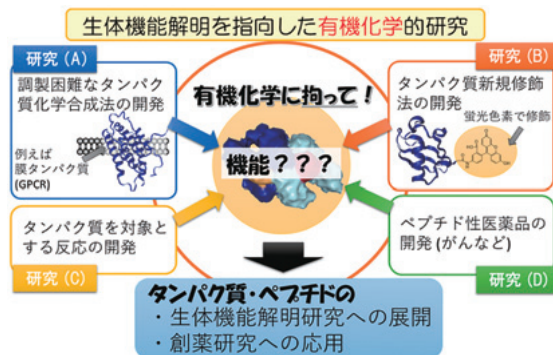 生体機能解明を指向した有機化学的研究
研究 (A)
調製困難なタンパク
質化学合成法の開発
例えば
膜タンパク質
(GPCR)
有機化学に拘って！
機能？？？
研究 (B)
タンパク質新規修飾
法の開発
蛍光色素で修飾
タンパク質を対象と
する反応の開発
研究 (C)
ペプチド性医薬品の
開発 (がんなど)
研究 (D)
タンパク質・ペプチドの
・生体機能解明研究への展開
・創薬研究への応用